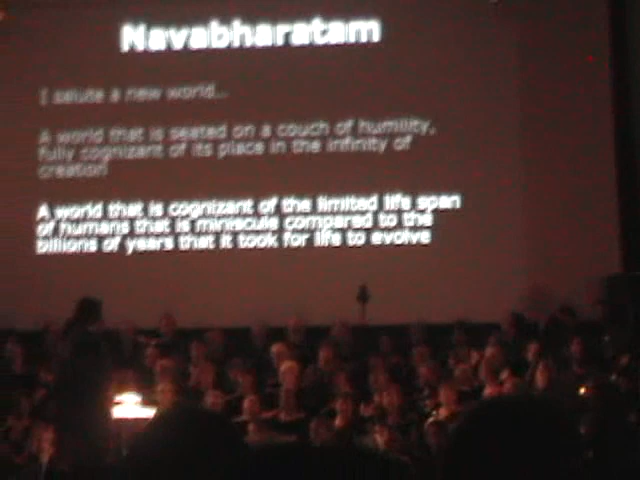 Navabharatam
I salute a new world...
A world that is seated on a couch of humility,
fully cognizant of its place in the infinity of
creation
A world that is cognizant of the limited life span
of humans that is miniscule compared to the
billions of years that it took for life to evolve